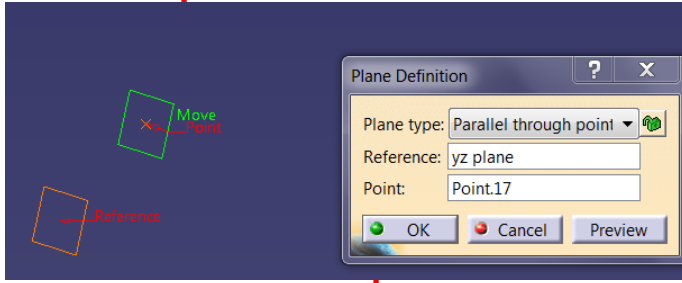 Move
Point
Reference
Plane Definition
? X
Plane type: Parallel through point
Reference: yz plane
Point: Point.17
OK Cancel Preview